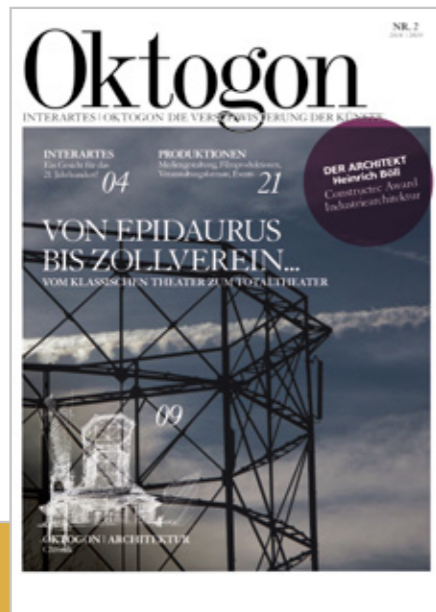 Oktogon
NR. 2
INTERARTES | OKTOGON DIE VERSCHWISTERUNG DER KÜNSTE
INTERARTES
Ein Gesicht für das
21. Jahrhundert
04
PRODUKTIONEN
Mediengestaltung, Filmproduktionen,
Veranstaltungsformate, Events
21
DER ARCHITEKT
Heinrich Böll
Constructec Award
Industriearchitektur
VON EPIDAURUS
BIS ZOLLVEREIN...
VOM KLASSISCHEN THEATER ZUM TOTALTHEATER
09
OKTOGON | ARCHITEKTUR
Chronik